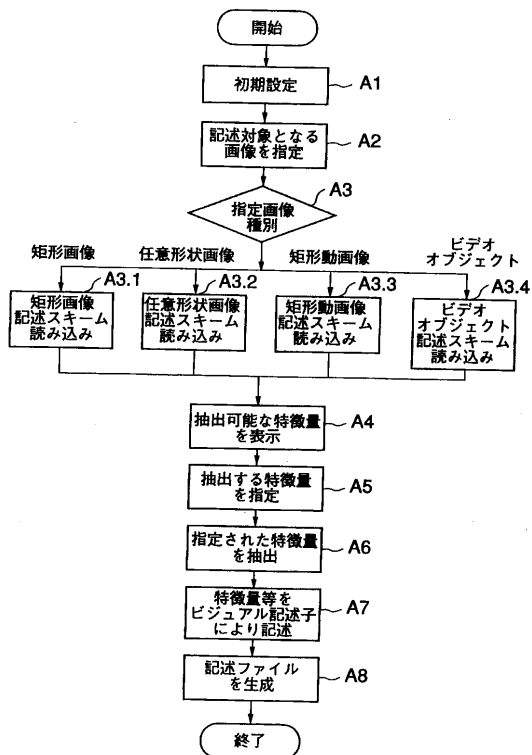 開始
初期設定
A1
記述対象となる
画像を指定
A2
指定画像
種別
A3
矩形画像
任意形状画像
矩形動画像
ビデオ
オブジェクト
A3.1
矩形画像
記述スキーム
読み込み
A3.2
任意形状画像
記述スキーム
読み込み
A3.3
矩形動画像
記述スキーム
読み込み
A3.4
ビデオ
オブジェクト
記述スキーム
読み込み
抽出可能な特徴量
を表示
A4
抽出する特徴量
を指定
A5
指定された特徴量
を抽出
A6
特徴量等を
ビジュアル記述子
により記述
A7
記述ファイル
を生成
A8
終了